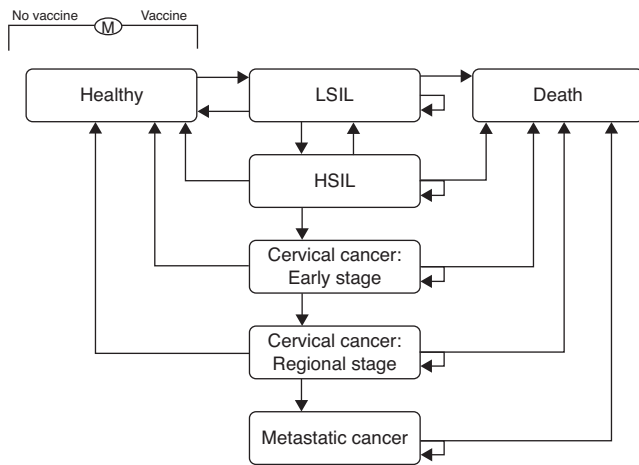 No vaccine M Vaccine
Healthy
LSIL
Death
HSIL
Cervical cancer:
Early stage
Cervical cancer:
Regional stage
Metastatic cancer